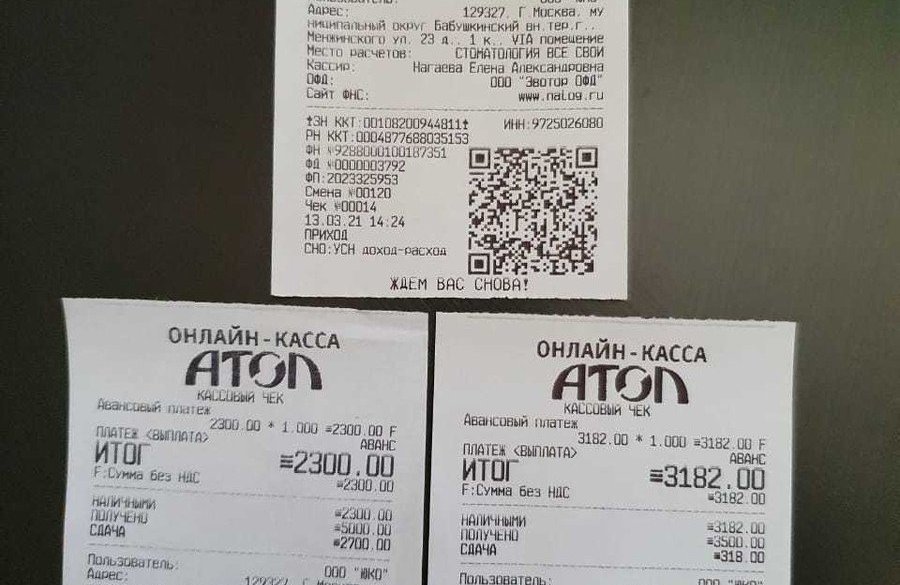 Адрес: 129327, Г.Москва, му
ниципальный округ Бабушкинский вн.тер.г.,
Менжинского ул, 23 д., 1 к., VIA помещение
Место расчетов: СТОМАТОЛОГИЯ ВСЕ СВОИ
Кассир: Нагаева Елена Александровна
ОФД: ООО "Эвотор ОФД"
Сайт ФНС: www.nalog.ru
ЗН ККТ:00108200944811 ИНН:9725026080
РН ККТ:0004877688035153
ФН №9288000100187351
ФД №0000003792
ФП:2023325953
Смена №00120
Чек №00014
13.03.21 14:24
ПРИХОД
СНО:УСН доход-расход
ЖДЕМ ВАС СНОВА!
ОНЛАЙН-КАССА
АТОЛ
КАССОВЫЙ ЧЕК
Авансовый платеж
2300.00 * 1.000 ≡2300.00 F
АВАНС
ПЛАТЕЖ <ВЫПЛАТА>
ИТОГ ≡2300.00
F:Сумма без НДС ≡2300.00
НАЛИЧНЫМИ ≡2300.00
ПОЛУЧЕНО ≡5000.00
СДАЧА ≡2700.00
Пользователь: ООО "ЮКО"
Адрес: 129327, Г.
ОНЛАЙН-КАССА
АТОЛ
КАССОВЫЙ ЧЕК
Авансовый платеж
3182.00 * 1.000 ≡3182.00 F
АВАНС
ПЛАТЕЖ <ВЫПЛАТА>
ИТОГ ≡3182.00
F:Сумма без НДС ≡3182.00
НАЛИЧНЫМИ ≡3182.00
ПОЛУЧЕНО ≡3500.00
СДАЧА ≡318.00